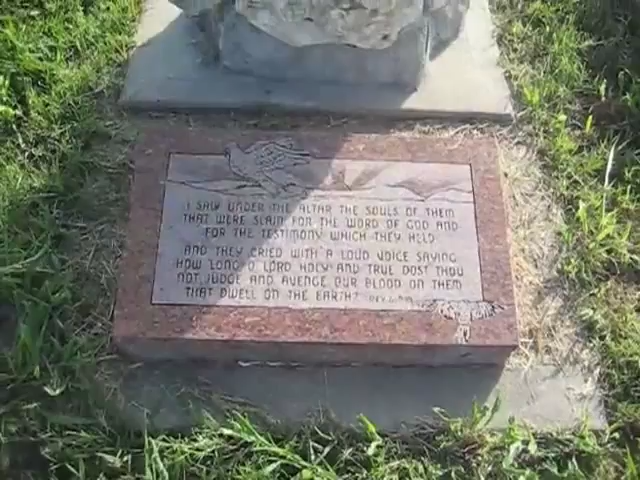 I SAW UNDER THE ALTAR THE SOULS OF THEM
THAT WERE SLAIN FOR THE WORD OF GOD AND
FOR THE TESTIMONY WHICH THEY HELD
AND THEY CRIED WITH A LOUD VOICE SAYING
HOW LONG O LORD HOLY AND TRUE DOST THOU
NOT JUDGE AND AVENGE OUR BLOOD ON THEM
THAT DWELL ON THE EARTH?